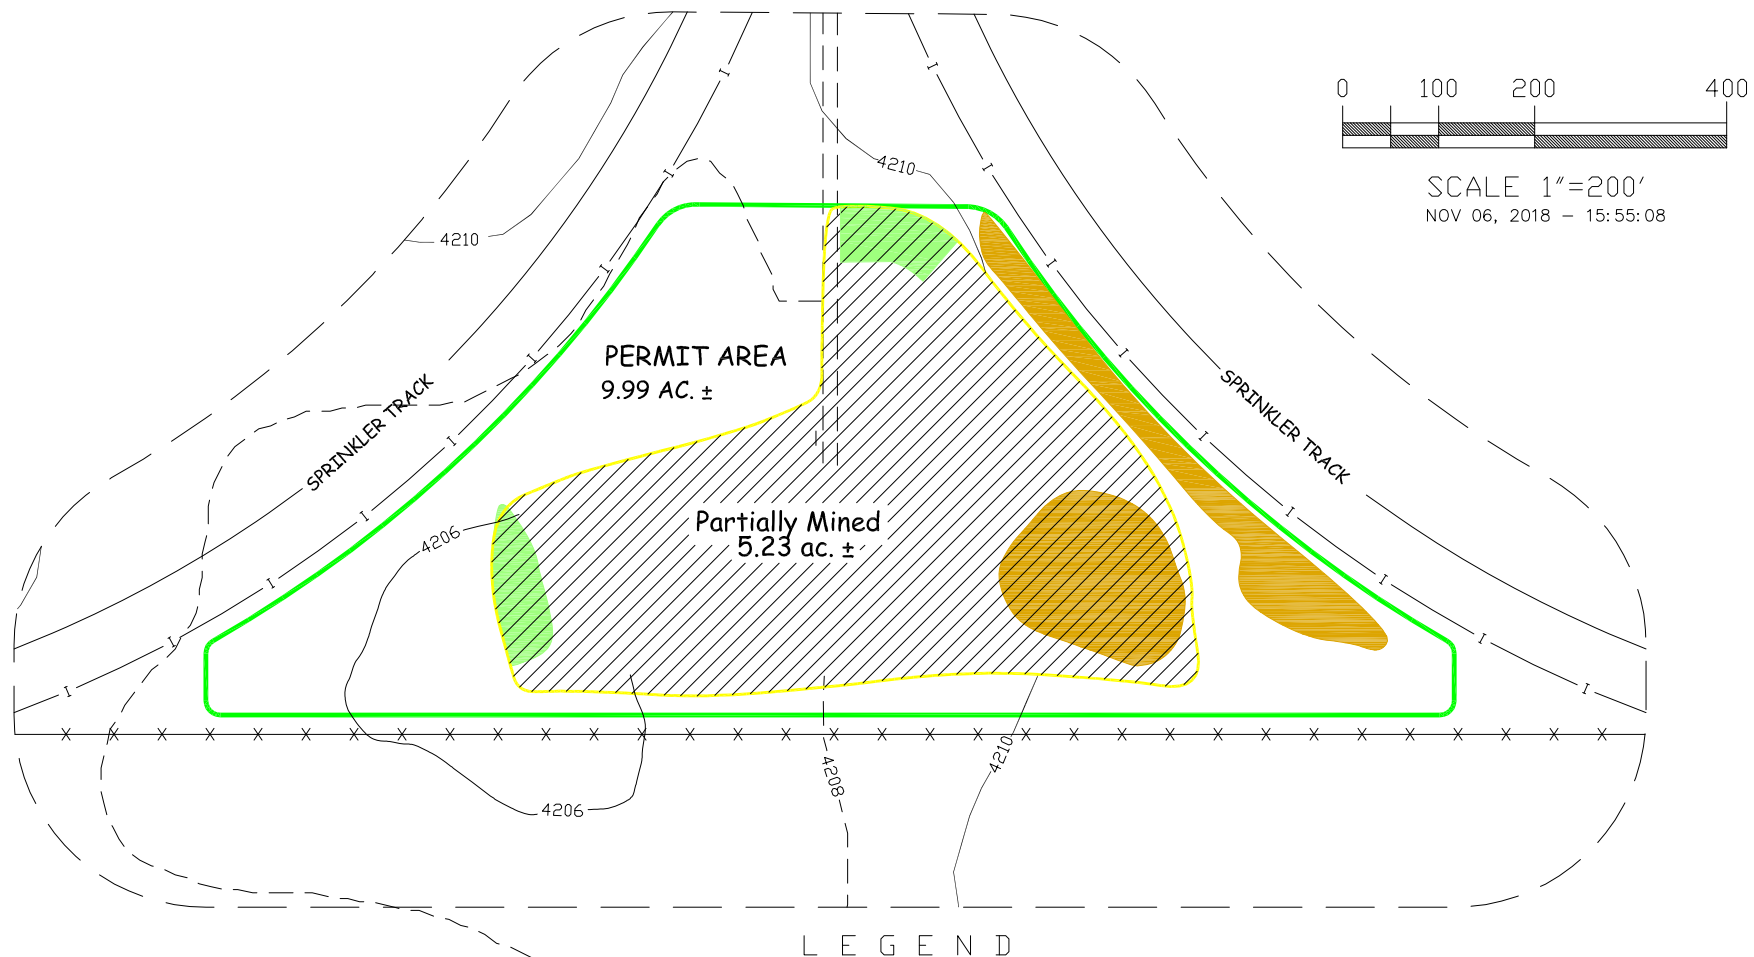 0 100 200 400
SCALE 1"=200'
NOV 06, 2018 - 15:55:08
4210
4210
PERMIT AREA
9.99 AC. ±
SPRINKLER TRACK
SPRINKLER TRACK
Partially Mined
5.23 ac. ±
4206
4206
4208
4210
I I I I I I I I
I I I I I I I I I
X X X X X X X X X X X X X X X X X X X X X X X X X X X X X X X X X
LEGEND